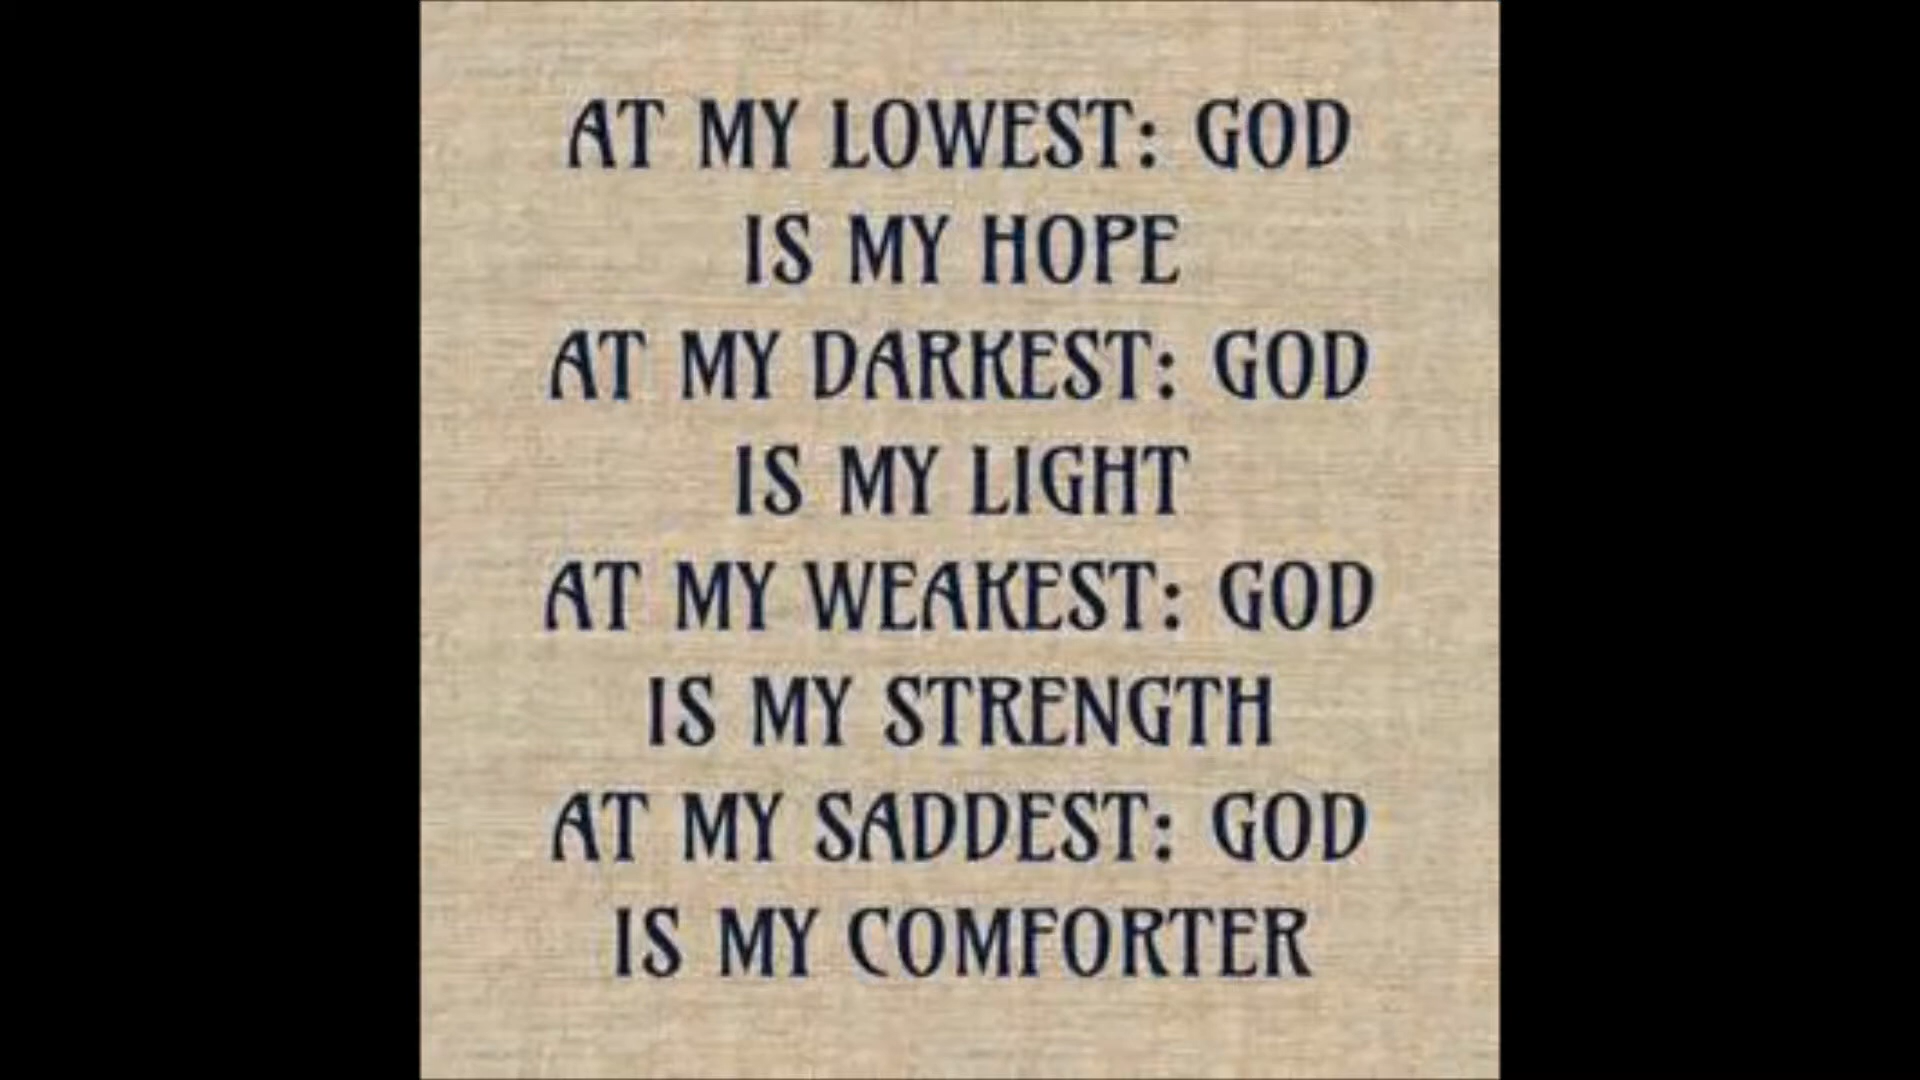 AT MY LOWEST: GOD
IS MY HOPE
AT MY DARKEST: GOD
IS MY LIGHT
AT MY WEAKEST: GOD
IS MY STRENGTH
AT MY SADDEST: GOD
IS MY COMFORTER